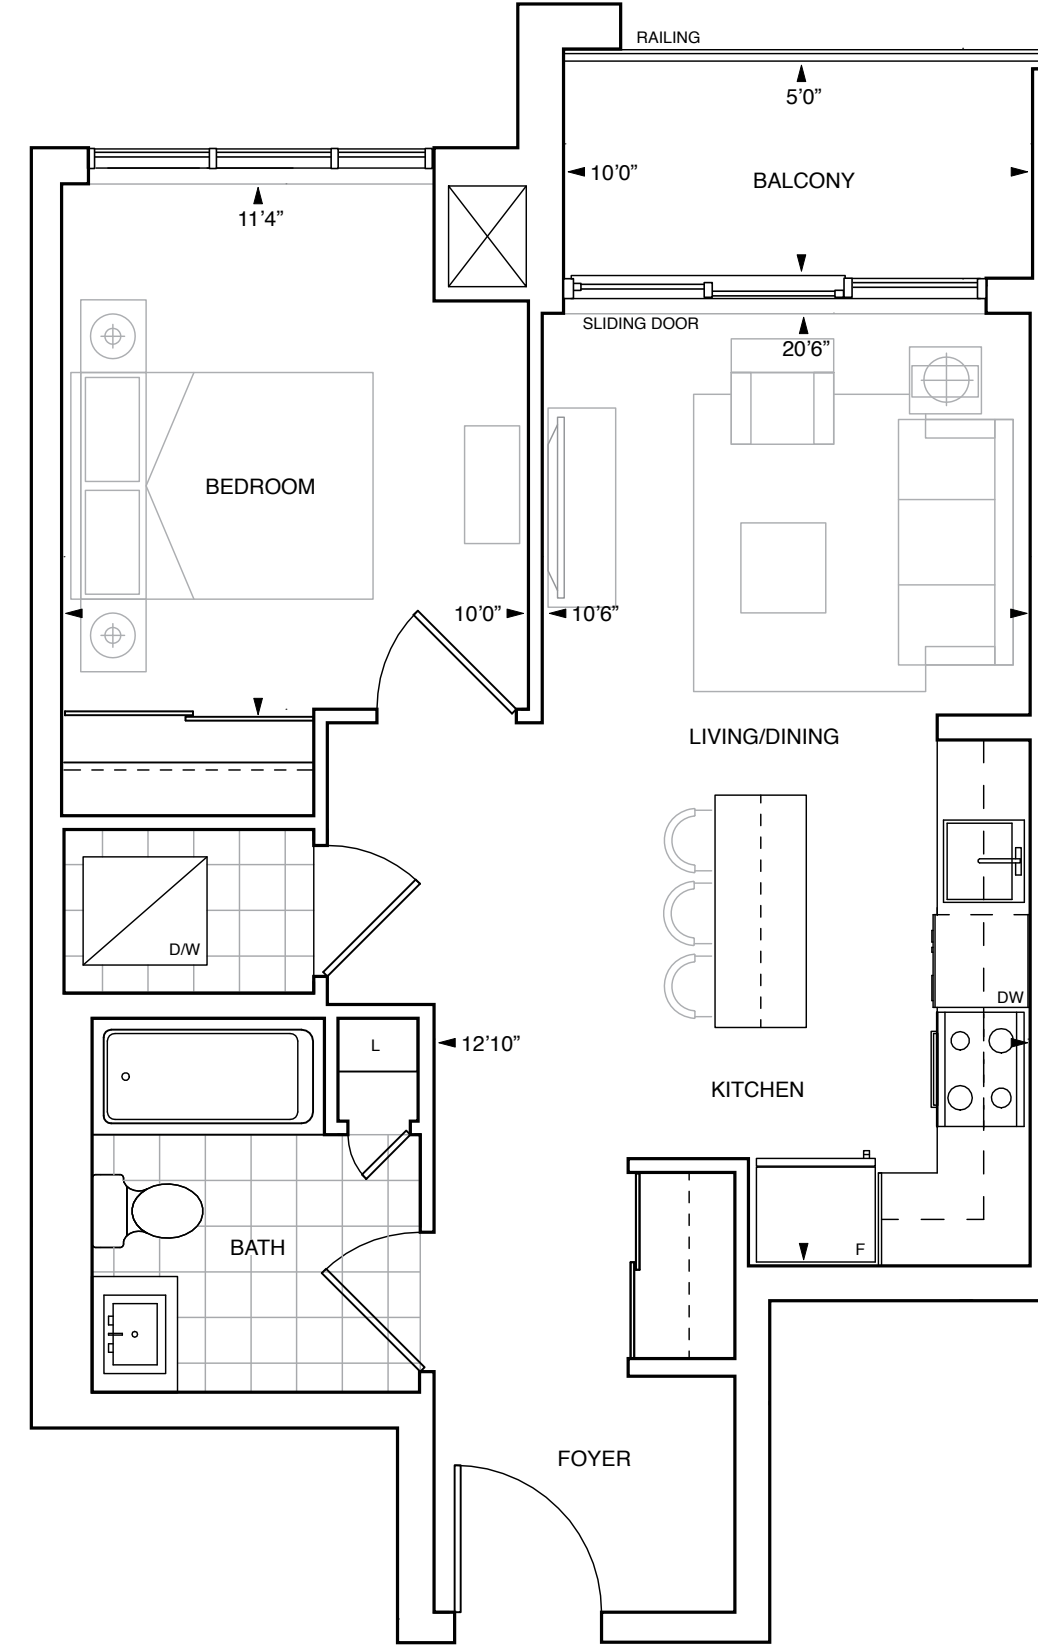 RAILING
5’0”
10’0”
BALCONY
11’4”
SLIDING DOOR
20’6”
BEDROOM
10’0”
10’6”
LIVING/DINING
D/W
DW
L
12’10”
KITCHEN
BATH
F
FOYER